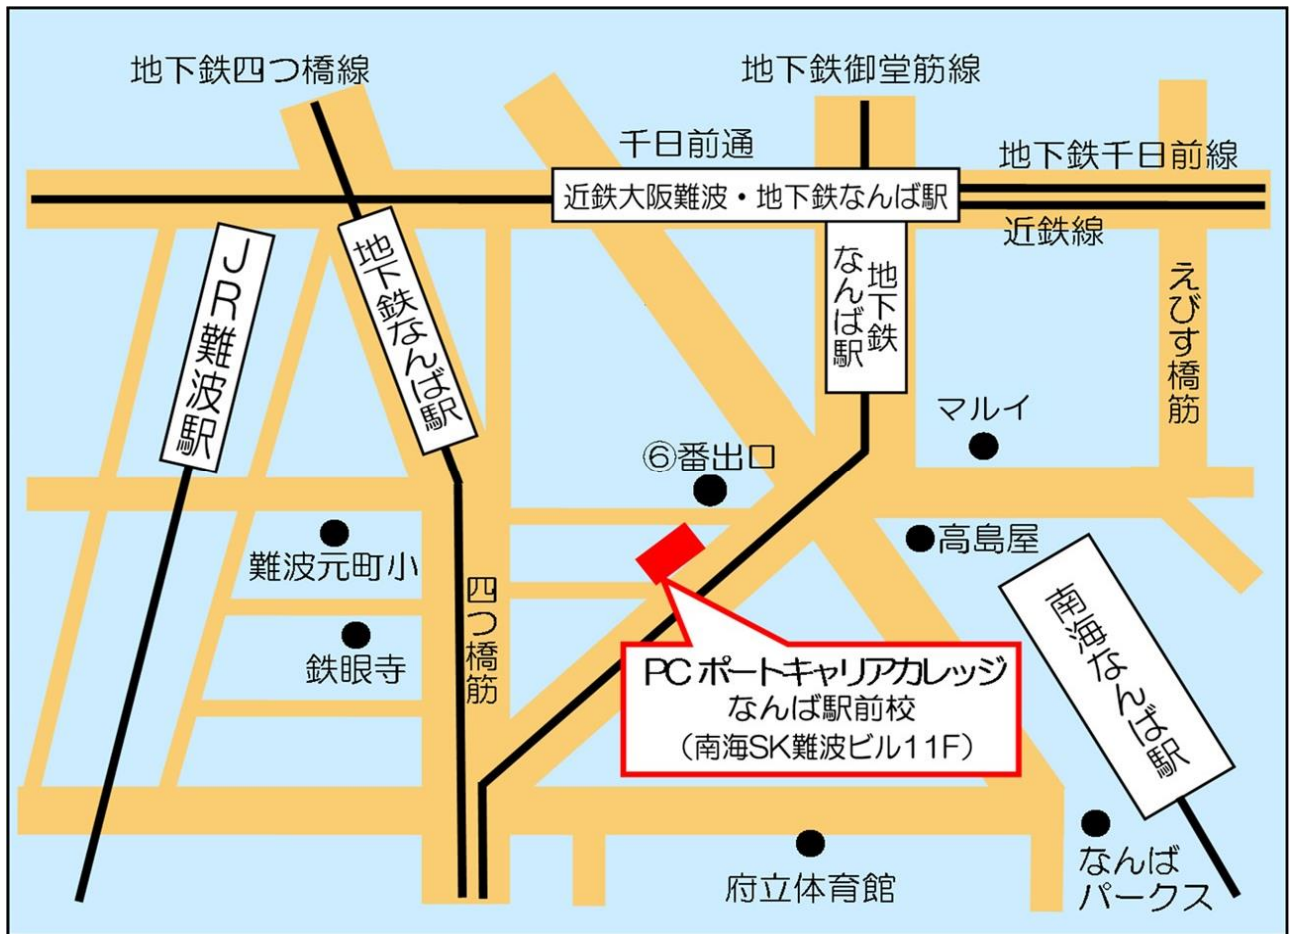 地下鉄四つ橋線
地下鉄御堂筋線
千日前通
地下鉄千日前線
近鉄大阪難波・地下鉄なんば駅
近鉄線
JR難波駅
地下鉄なんば駅
地下鉄
なんば駅
えびす橋筋
マルイ
⑥番出口
高島屋
難波元町小
四つ橋筋
鉄眼寺
南海なんば駅
PCポートキャリアカレッジ
なんば駅前校
（南海SK難波ビル11F）
府立体育館
なんば
パークス